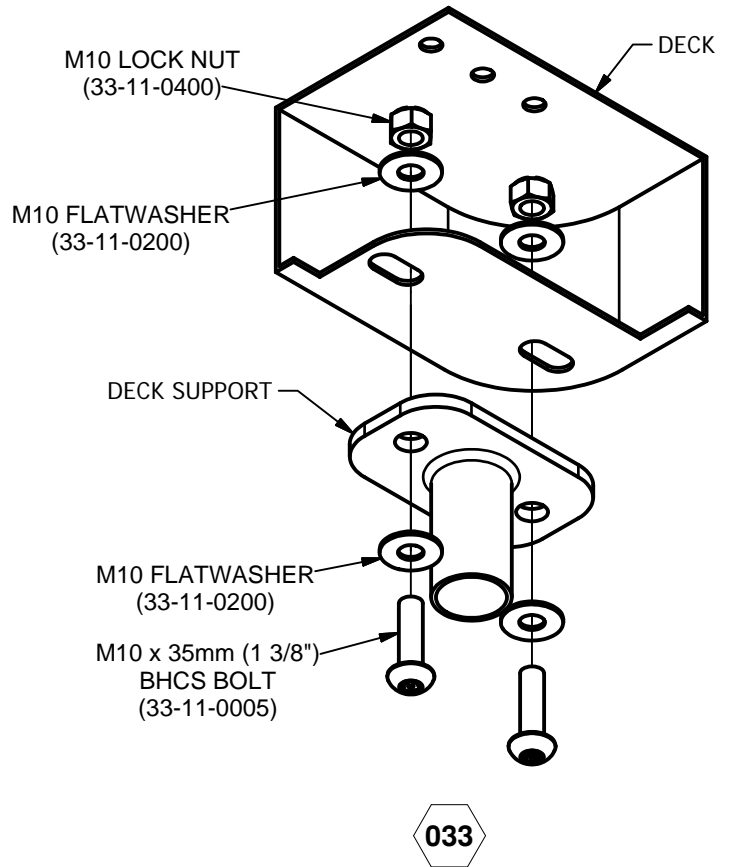 DECK
M10 LOCK NUT
(33-11-0400)
M10 FLATWASHER
(33-11-0200)
DECK SUPPORT
M10 FLATWASHER
(33-11-0200)
M10 x 35mm (1 3/8")
BHCS BOLT
(33-11-0005)
033